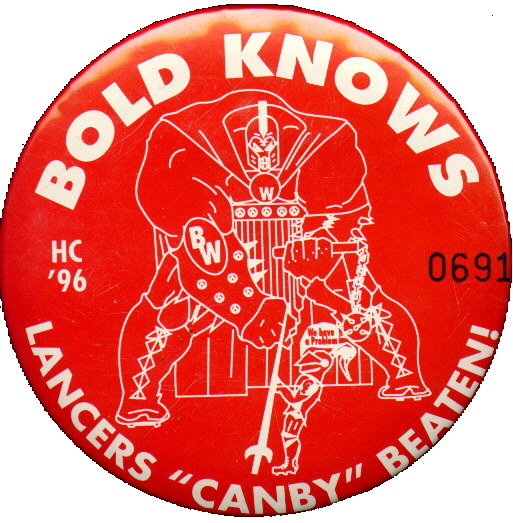 BOLD KNOWS
HC
'96
0691
W
BW
We have
a Problem
LANCERS "CANBY" BEATEN!